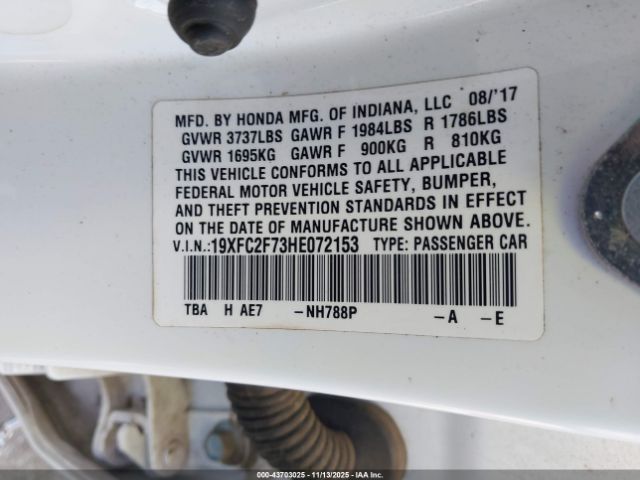 MFD. BY HONDA MFG. OF INDIANA, LLC 08/'17
GVWR 3737LBS GAWR F 1984LBS R 1786LBS
GVWR 1695KG GAWR F 900KG R 810KG
THIS VEHICLE CONFORMS TO ALL APPLICABLE
FEDERAL MOTOR VEHICLE SAFETY, BUMPER,
AND THEFT PREVENTION STANDARDS IN EFFECT
ON THE DATE OF MANUFACTURE SHOWN ABOVE.
V.I.N.:19XFC2F73HE072153 TYPE: PASSENGER CAR
TBA H AE7 -NH788P -A -E
000-43703025 | 11/13/2025 | IAA Inc.